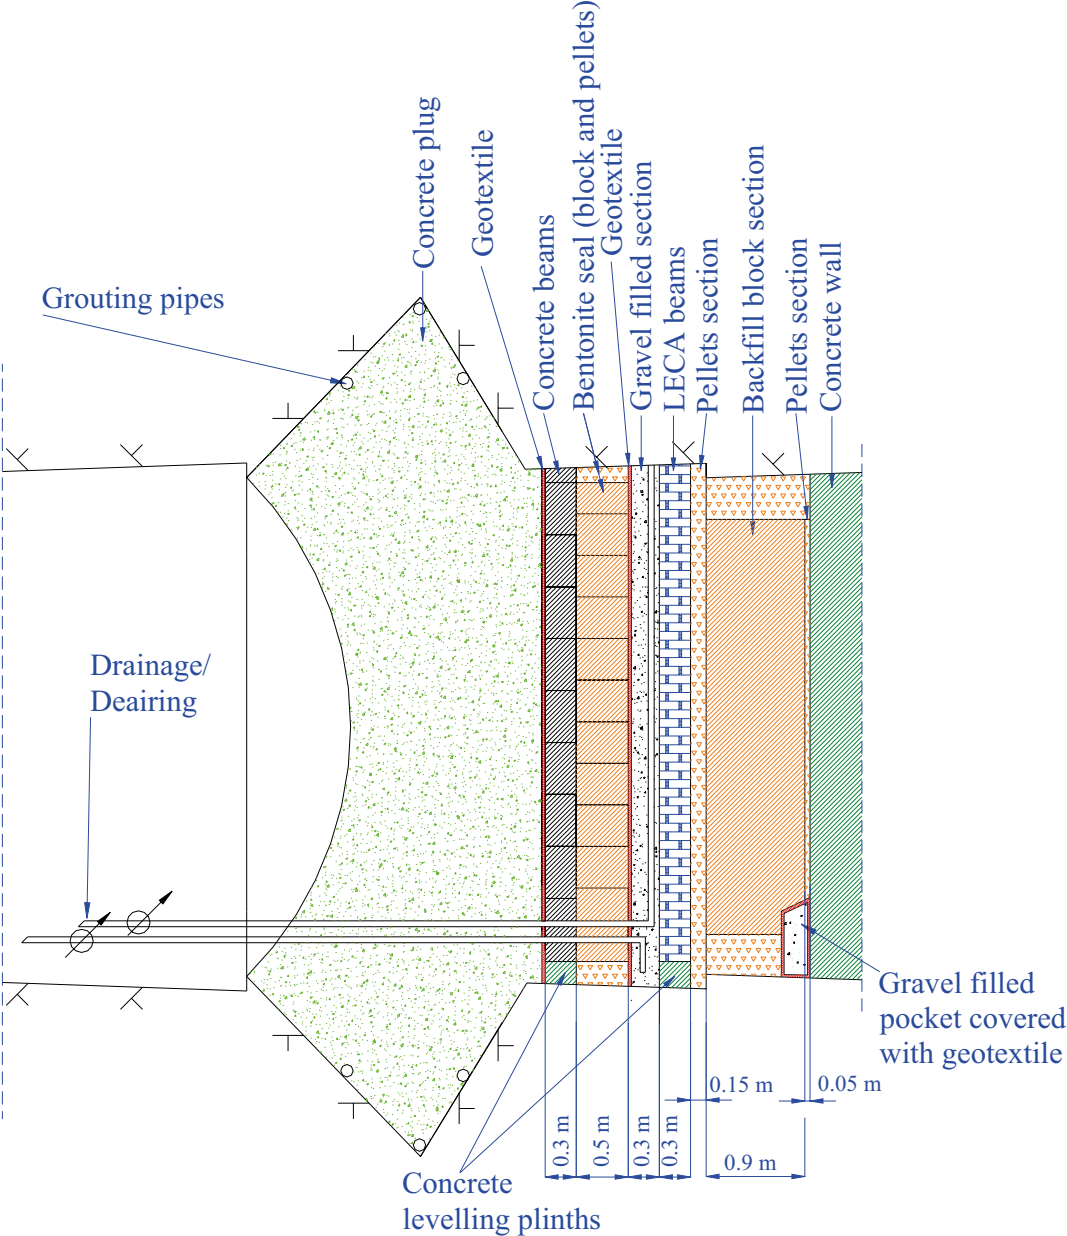 Concrete plug
Geotextile
Concrete beams
Bentonite seal (block and pellets)
Geotextile
Gravel filled section
LECA beams
Pellets section
Backfill block section
Pellets section
Concrete wall
Grouting pipes
Drainage/
Deairing
Gravel filled
pocket covered
with geotextile
0.15 m
0.05 m
0.3 m
0.5 m
0.3 m
0.3 m
0.9 m
Concrete
levelling plinths